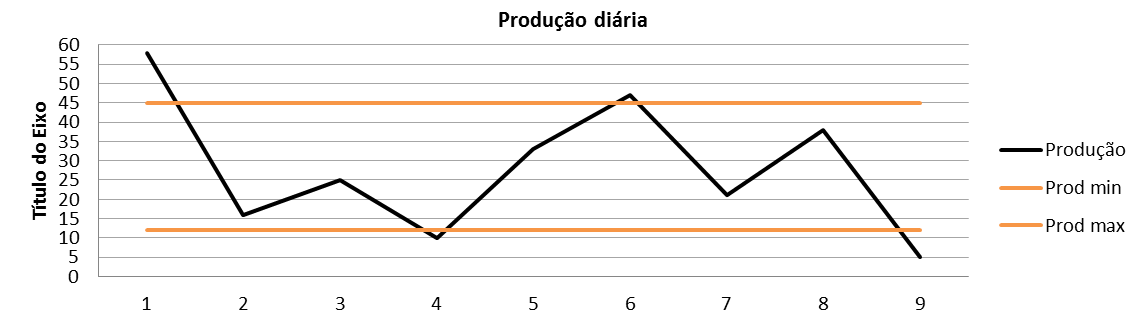 Produção diária
Título do Eixo
60
55
50
45
40
35
30
25
20
15
10
5
0
1 2 3 4 5 6 7 8 9
Produção
Prod min
Prod max